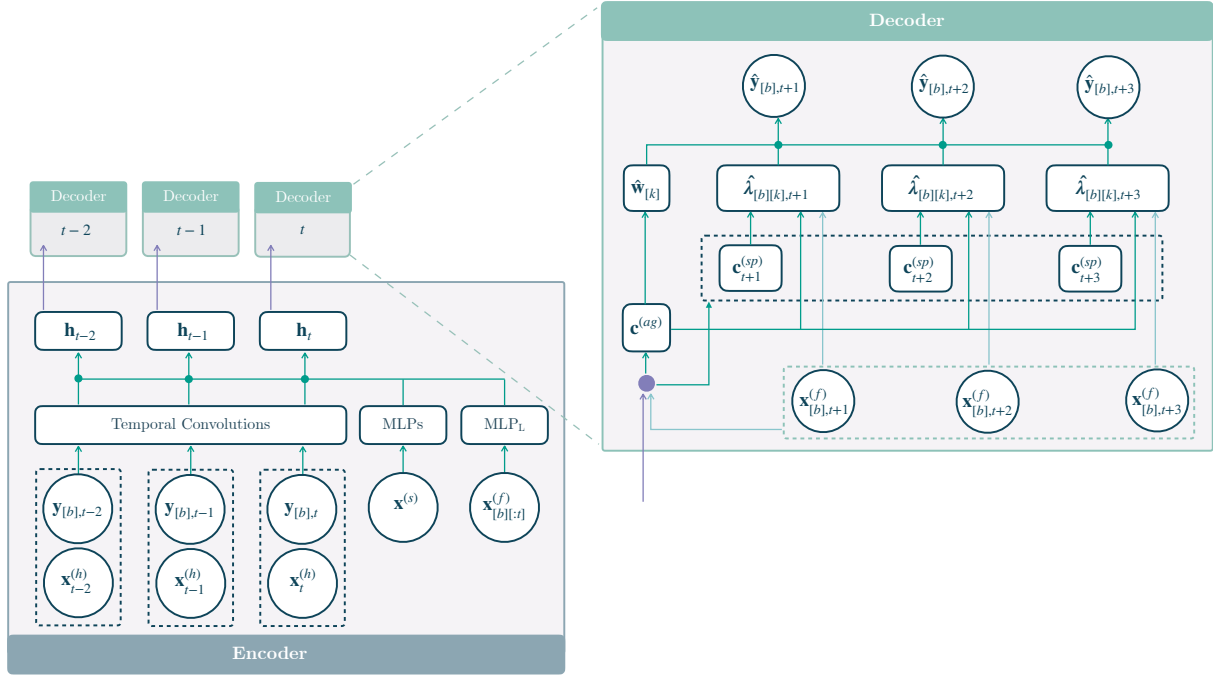 Decoder
ŷ[b],t+1 ŷ[b],t+2 ŷ[b],t+3
ŵ[k] λ̂[b][k],t+1 λ̂[b][k],t+2 λ̂[b][k],t+3
c(sp)t+1 c(sp)t+2 c(sp)t+3
c(ag)
x(f)[b],t+1 x(f)[b],t+2 x(f)[b],t+3
Decoder Decoder Decoder
t − 2 t − 1 t
ht−2 ht−1 ht
Temporal Convolutions MLPs MLPL
y[b],t−2 y[b],t−1 y[b],t x(s) x(f)[b][:t]
x(h)t−2 x(h)t−1 x(h)t
Encoder